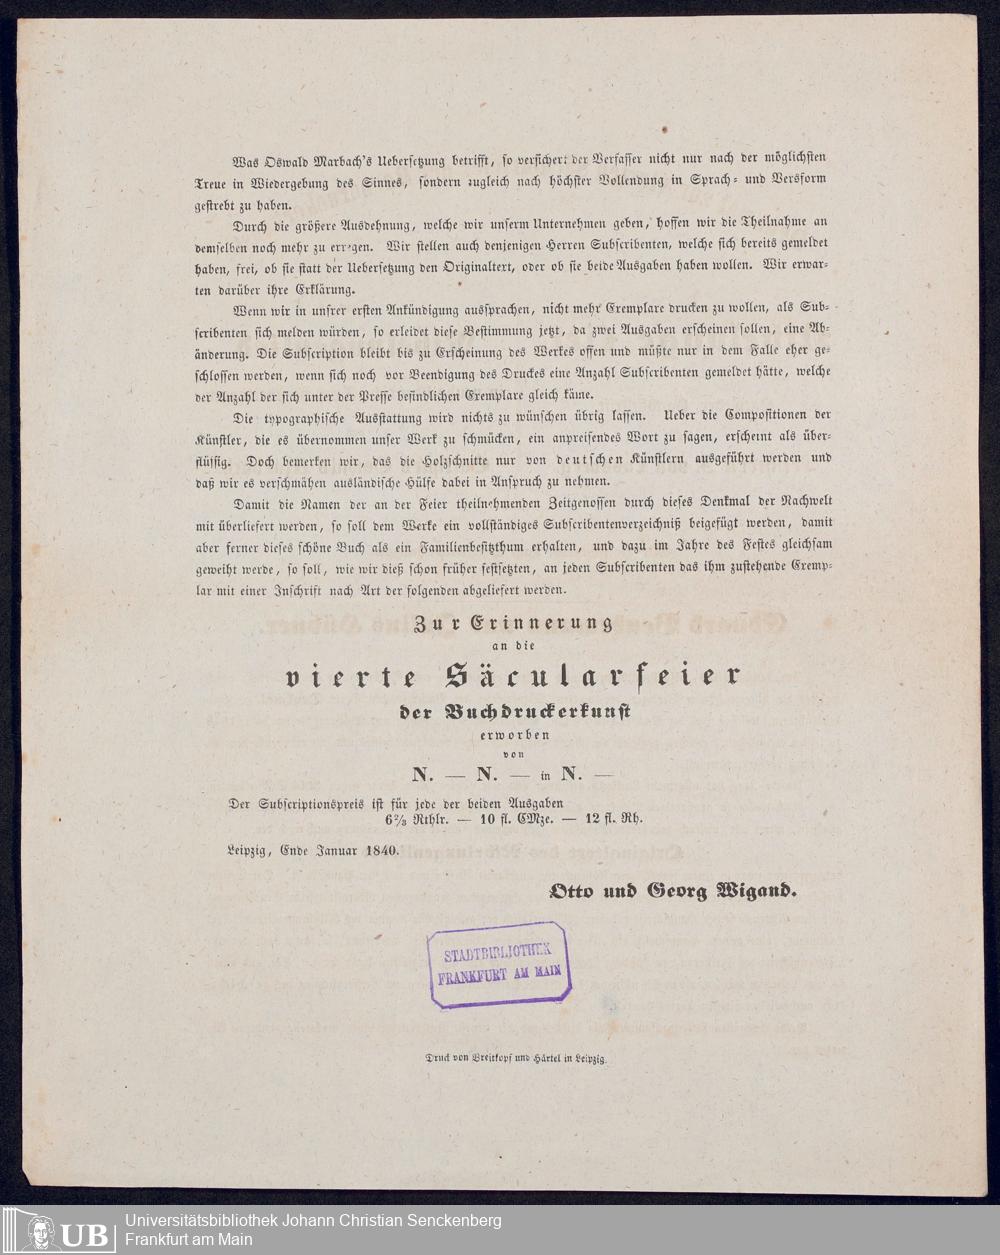 Was Oswald Marbach's Uebersetzung betrifft, so versichert der Verfasser nicht nur nach der möglichsten
Treue in Wiedergebung des Sinnes, sondern zugleich nach höchster Vollendung in Sprach- und Versform
gestrebt zu haben.
Durch die größere Ausdehnung, welche wir unserm Unternehmen geben, hoffen wir die Theilnahme an
demselben noch mehr zu erregen. Wir stellen auch denjenigen Herren Subscribenten, welche sich bereits gemeldet
haben, frei, ob sie statt der Uebersetzung den Originaltext, oder ob sie beide Ausgaben haben wollen. Wir erwar-
ten darüber ihre Erklärung.
Wenn wir in unsrer ersten Ankündigung aussprachen, nicht mehr Exemplare drucken zu wollen, als Sub-
scribenten sich melden würden, so erleidet diese Bestimmung jetzt, da zwei Ausgaben erscheinen sollen, eine Ab-
änderung. Die Subscription bleibt bis zu Erscheinung des Werkes offen und müßte nur in dem Falle eher ge-
schlossen werden, wenn sich noch vor Beendigung des Druckes eine Anzahl Subscribenten gemeldet hätte, welche
der Anzahl der sich unter der Presse befindlichen Exemplare gleich käme.
Die typographische Ausstattung wird nichts zu wünschen übrig lassen. Ueber die Compositionen der
Künstler, die es übernommen unser Werk zu schmücken, ein anpreisendes Wort zu sagen, erscheint als über-
flüssig. Doch bemerken wir, das die Holzschnitte nur von deutschen Künstlern ausgeführt werden und
daß wir es verschmähen ausländische Hülfe dabei in Anspruch zu nehmen.
Damit die Namen der an der Feier theilnehmenden Zeitgenossen durch dieses Denkmal der Nachwelt
mit überliefert werden, so soll dem Werke ein vollständiges Subscribentenverzeichniß beigefügt werden, damit
aber ferner dieses schöne Buch als ein Familienbesitzthum erhalten, und dazu im Jahre des Festes gleichsam
geweiht werde, so soll, wie wir dieß schon früher festsetzten, an jeden Subscribenten das ihm zustehende Exemp-
lar mit einer Inschrift nach Art der folgenden abgeliefert werden.
Zur Erinnerung
an die
vierte Säcularfeier
der Buchdruckerkunst
erworben
von
N. — N. — in N. —
Der Subscriptionspreis ist für jede der beiden Ausgaben
6⅔ Rthlr. — 10 fl. CMze. — 12 fl. Rh.
Leipzig, Ende Januar 1840.
Otto und Georg Wigand.
STADTBIBLIOTHEK
FRANKFURT AM MAIN
Druck von Breitkopf und Härtel in Leipzig.
UB
Universitätsbibliothek Johann Christian Senckenberg
Frankfurt am Main